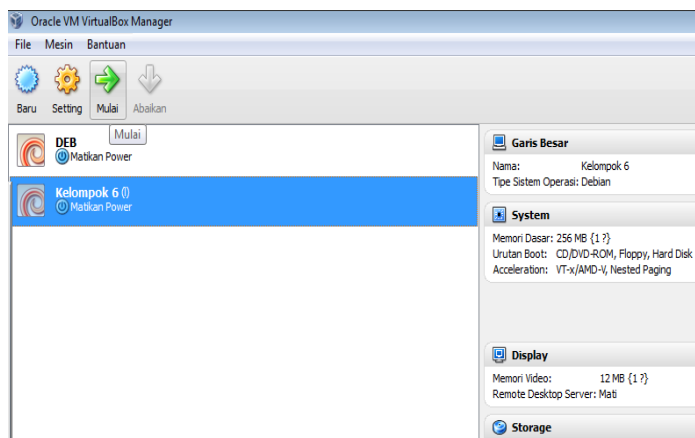 Oracle VM VirtualBox Manager
File Mesin Bantuan
Baru Setting Mulai Abaikan
Mulai
DEB
Matikan Power
Kelompok 6 ()
Matikan Power
Garis Besar
Nama: Kelompok 6
Tipe Sistem Operasi: Debian
System
Memori Dasar: 256 MB {1 ?}
Urutan Boot: CD/DVD-ROM, Floppy, Hard Disk
Acceleration: VT-x/AMD-V, Nested Paging
Display
Memori Video: 12 MB {1 ?}
Remote Desktop Server: Mati
Storage